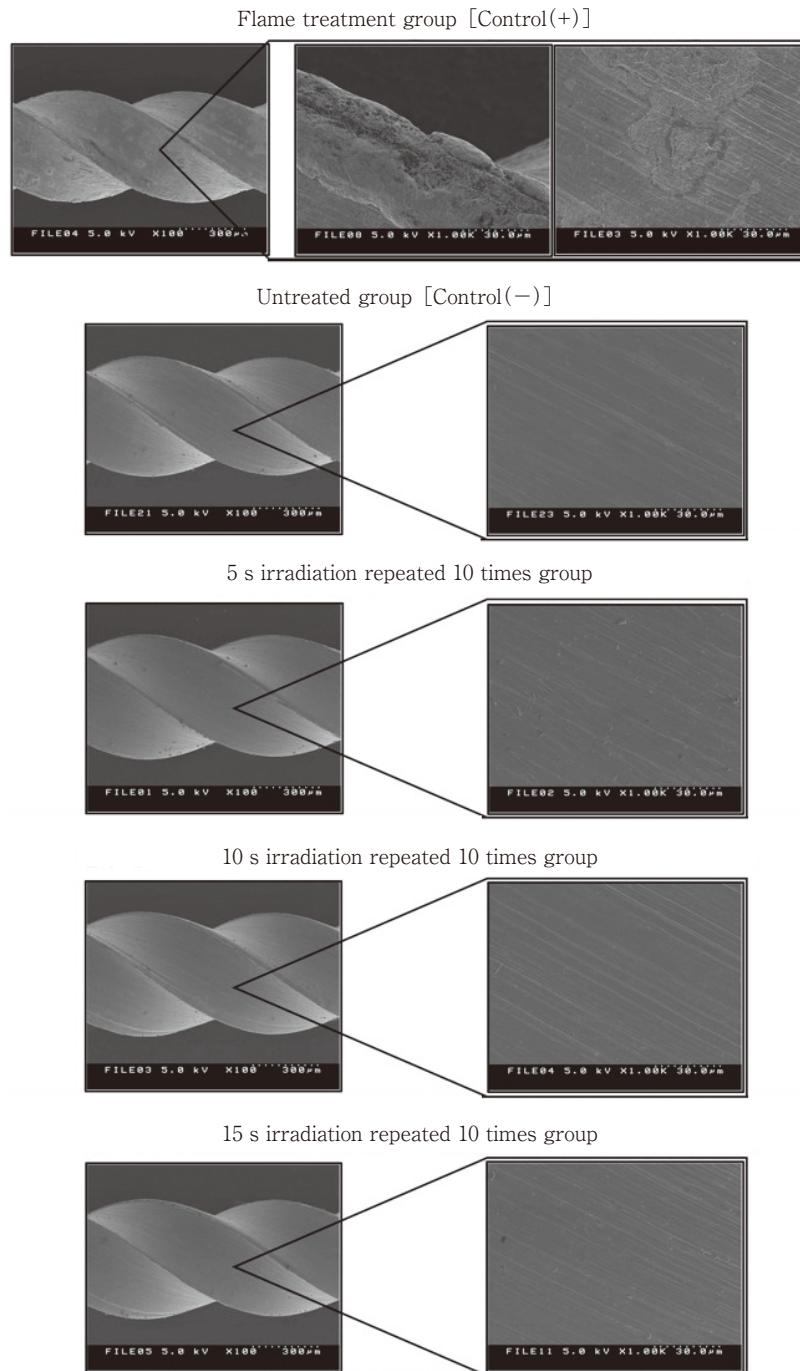 Flame treatment group [Control(+)]
FILE04 5.0 kV X100 300μm
FILE08 5.0 kV X1.00K 30.0μm
FILE03 5.0 kV X1.00K 30.0μm
Untreated group [Control(−)]
FILE21 5.0 kV X100 300μm
FILE23 5.0 kV X1.00K 30.0μm
5 s irradiation repeated 10 times group
FILE01 5.0 kV X100 300μm
FILE02 5.0 kV X1.00K 30.0μm
10 s irradiation repeated 10 times group
FILE03 5.0 kV X100 300μm
FILE04 5.0 kV X1.00K 30.0μm
15 s irradiation repeated 10 times group
FILE05 5.0 kV X100 300μm
FILE11 5.0 kV X1.00K 30.0μm